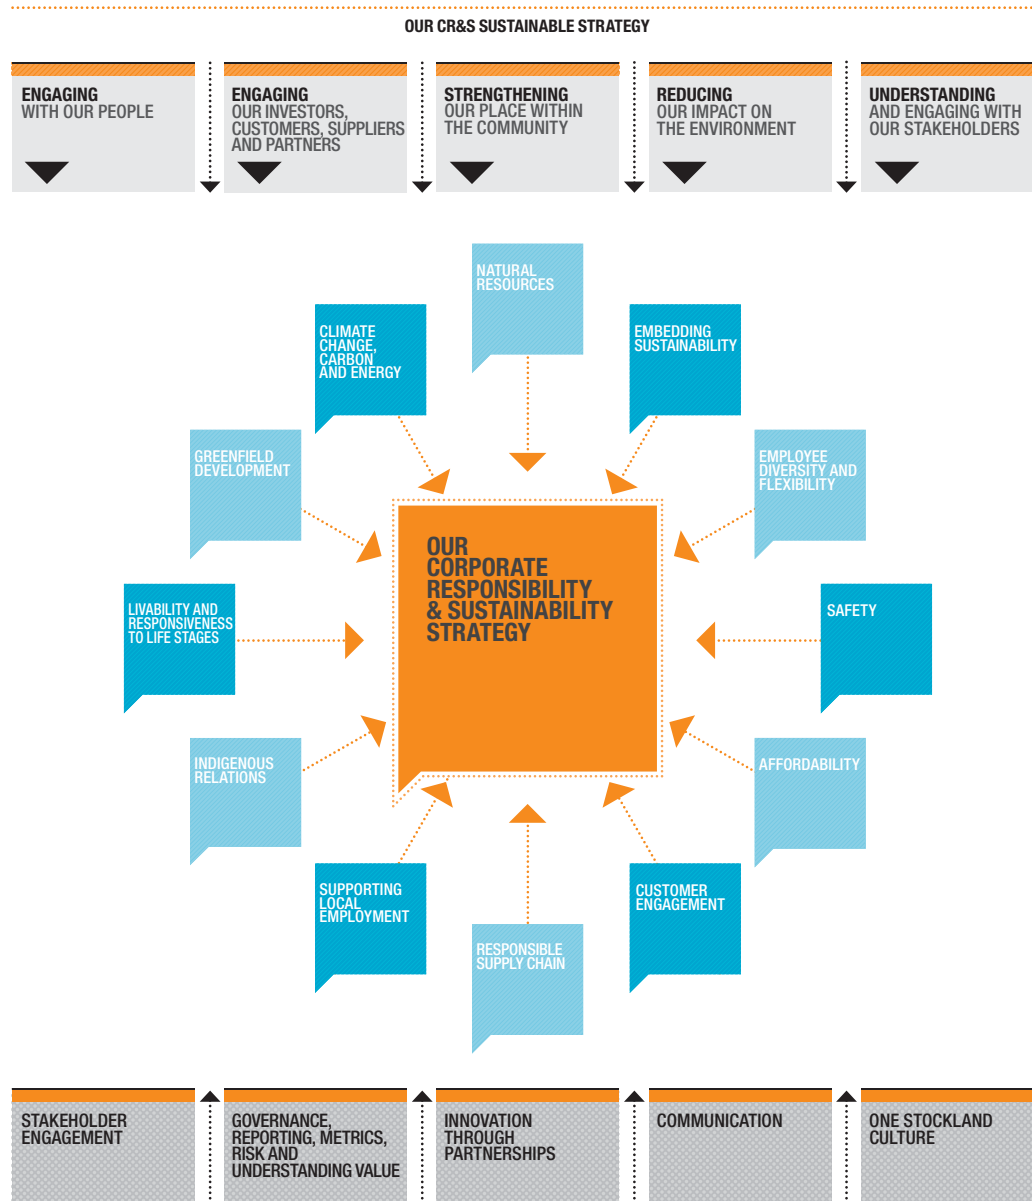 OUR CR&S SUSTAINABLE STRATEGY
ENGAGING
WITH OUR PEOPLE
ENGAGING
OUR INVESTORS,
CUSTOMERS, SUPPLIERS
AND PARTNERS
STRENGTHENING
OUR PLACE WITHIN
THE COMMUNITY
REDUCING
OUR IMPACT ON
THE ENVIRONMENT
UNDERSTANDING
AND ENGAGING WITH
OUR STAKEHOLDERS
NATURAL
RESOURCES
CLIMATE
CHANGE,
CARBON
AND ENERGY
EMBEDDING
SUSTAINABILITY
GREENFIELD
DEVELOPMENT
EMPLOYEE
DIVERSITY AND
FLEXIBILITY
OUR
CORPORATE
RESPONSIBILITY
& SUSTAINABILITY
STRATEGY
LIVABILITY AND
RESPONSIVENESS
TO LIFE STAGES
SAFETY
INDIGENOUS
RELATIONS
AFFORDABILITY
SUPPORTING
LOCAL
EMPLOYMENT
CUSTOMER
ENGAGEMENT
RESPONSIBLE
SUPPLY CHAIN
STAKEHOLDER
ENGAGEMENT
GOVERNANCE,
REPORTING, METRICS,
RISK AND
UNDERSTANDING VALUE
INNOVATION
THROUGH
PARTNERSHIPS
COMMUNICATION
ONE STOCKLAND
CULTURE